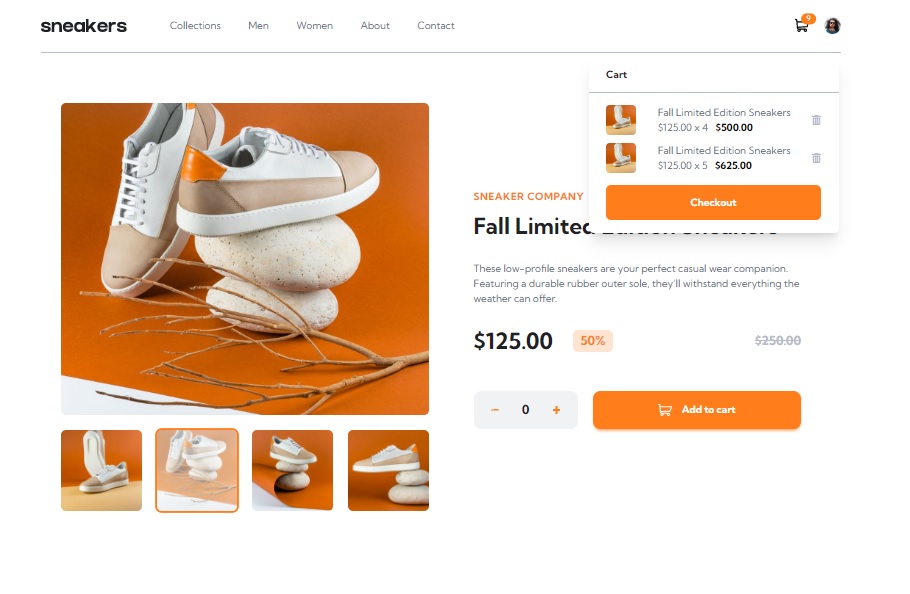 sneakers Collections Men Women About Contact 9
Cart
Fall Limited Edition Sneakers
$125.00 x 4 $500.00
Fall Limited Edition Sneakers
$125.00 x 5 $625.00
Checkout
SNEAKER COMPANY
Fall Limited Edition Sneakers
These low-profile sneakers are your perfect casual wear companion.
Featuring a durable rubber outer sole, they'll withstand everything the
weather can offer.
$125.00 50% $250.00
− 0 + Add to cart